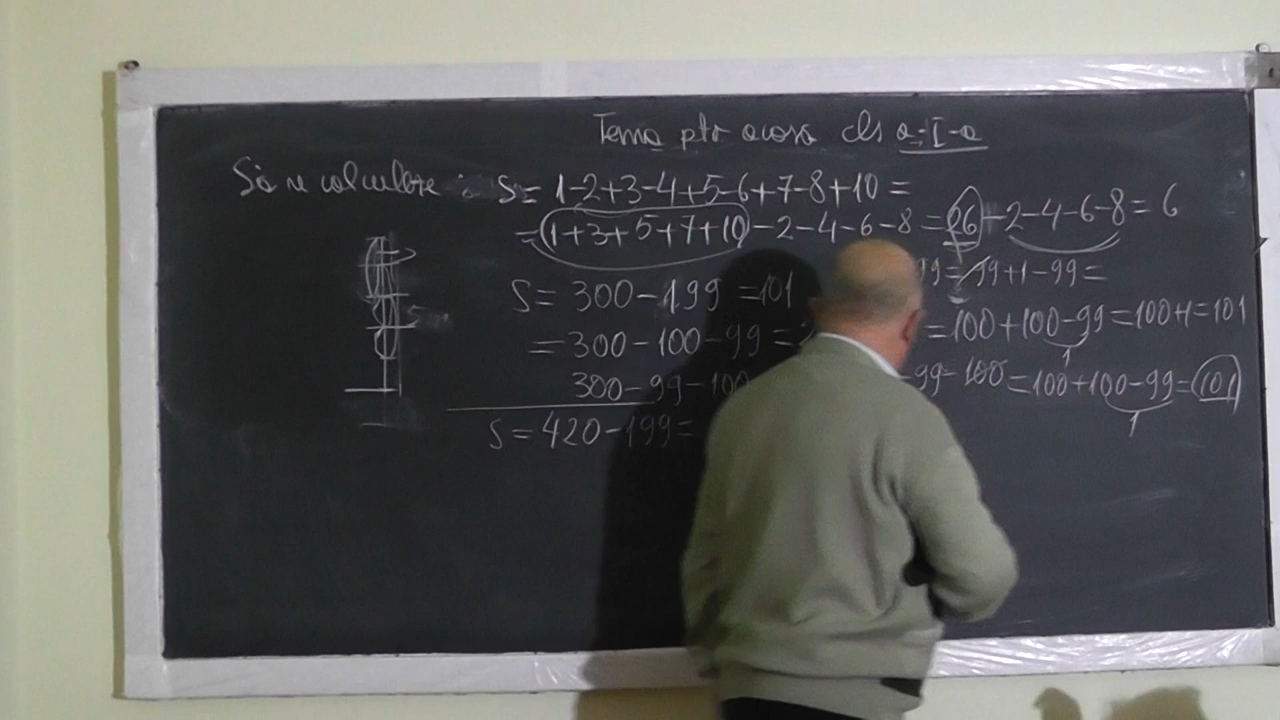 Tema ptr acasa cls a-I-a
Să se calculeze : S= 1-2+3-4+5-6+7-8+10 =
=(1+3+5+7+10)-2-4-6-8 = 26-2-4-6-8 = 6
S= 300-199 =101
99= 99+1-99=
= 300-100-99 =
=100+100-99=100+1=101
1
300-99-100
-99-100=100+100-99=101
1
S=420-199=